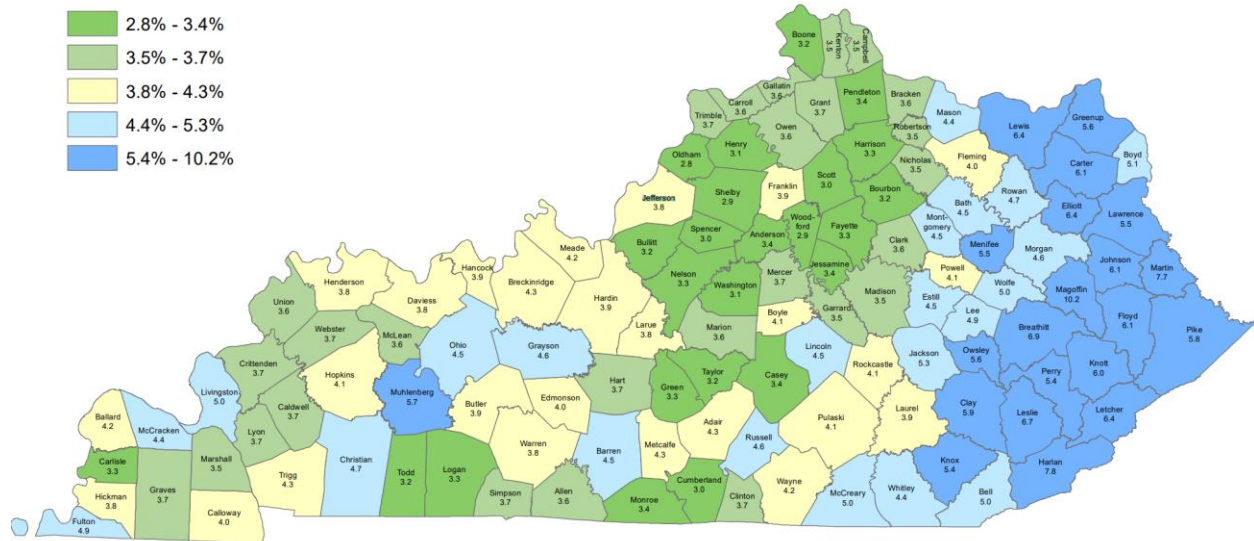 2.8% - 3.4%
3.5% - 3.7%
3.8% - 4.3%
4.4% - 5.3%
5.4% - 10.2%
Boone
3.2
Kenton
3.5
Campbell
3.5
Gallatin
3.6
Carroll
3.6
Trimble
3.7
Grant
3.7
Pendleton
3.4
Bracken
3.6
Mason
4.4
Lewis
6.4
Greenup
5.6
Boyd
5.1
Owen
3.6
Robertson
3.5
Henry
3.1
Oldham
2.8
Harrison
3.3
Nicholas
3.5
Fleming
4.0
Carter
6.1
Rowan
4.7
Elliott
6.4
Lawrence
5.5
Shelby
2.9
Franklin
3.9
Scott
3.0
Bourbon
3.2
Bath
4.5
Jefferson
3.8
Spencer
3.0
Anderson
3.4
Wood-
ford
2.9
Fayette
3.3
Mont-
gomery
4.5
Menifee
5.5
Morgan
4.6
Johnson
6.1
Martin
7.7
Bullitt
3.2
Clark
3.6
Powell
4.1
Wolfe
5.0
Magoffin
10.2
Jessamine
3.4
Nelson
3.3
Washington
3.1
Mercer
3.7
Madison
3.5
Estill
4.5
Lee
4.9
Floyd
6.1
Pike
5.8
Meade
4.2
Hancock
3.9
Breckinridge
4.3
Hardin
3.9
Henderson
3.8
Daviess
3.8
Union
3.6
Larue
3.8
Garrard
3.5
Boyle
4.1
Breathitt
6.9
Webster
3.7
McLean
3.6
Ohio
4.5
Grayson
4.6
Marion
3.6
Lincoln
4.5
Rockcastle
4.1
Jackson
5.3
Owsley
5.6
Perry
5.4
Knott
6.0
Crittenden
3.7
Hopkins
4.1
Muhlenberg
5.7
Hart
3.7
Green
3.3
Taylor
3.2
Casey
3.4
Clay
5.9
Leslie
6.7
Letcher
6.4
Livingston
5.0
Caldwell
3.7
Butler
3.9
Edmonson
4.0
Pulaski
4.1
Laurel
3.9
Ballard
4.2
McCracken
4.4
Lyon
3.7
Warren
3.8
Barren
4.5
Metcalfe
4.3
Adair
4.3
Russell
4.6
Knox
5.4
Harlan
7.8
Carlisle
3.3
Marshall
3.5
Trigg
4.3
Christian
4.7
Todd
3.2
Logan
3.3
Cumberland
3.0
Wayne
4.2
McCreary
5.0
Whitley
4.4
Bell
5.0
Hickman
3.8
Graves
3.7
Calloway
4.0
Simpson
3.7
Allen
3.6
Monroe
3.4
Clinton
3.7
Fulton
4.9